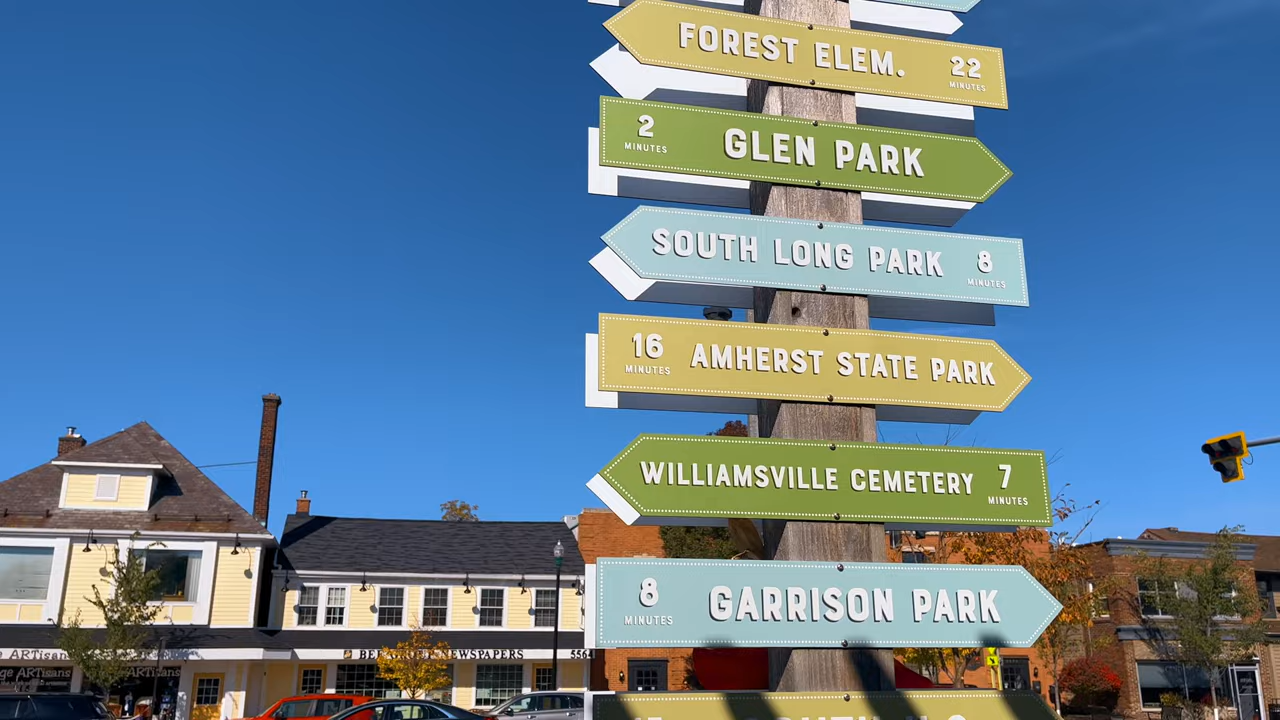 FOREST ELEM. 22
MINUTES
2
MINUTES
GLEN PARK
SOUTH LONG PARK 8
MINUTES
16
MINUTES
AMHERST STATE PARK
WILLIAMSVILLE CEMETERY 7
MINUTES
8
MINUTES
GARRISON PARK
NEWSPAPERS
ARTisans